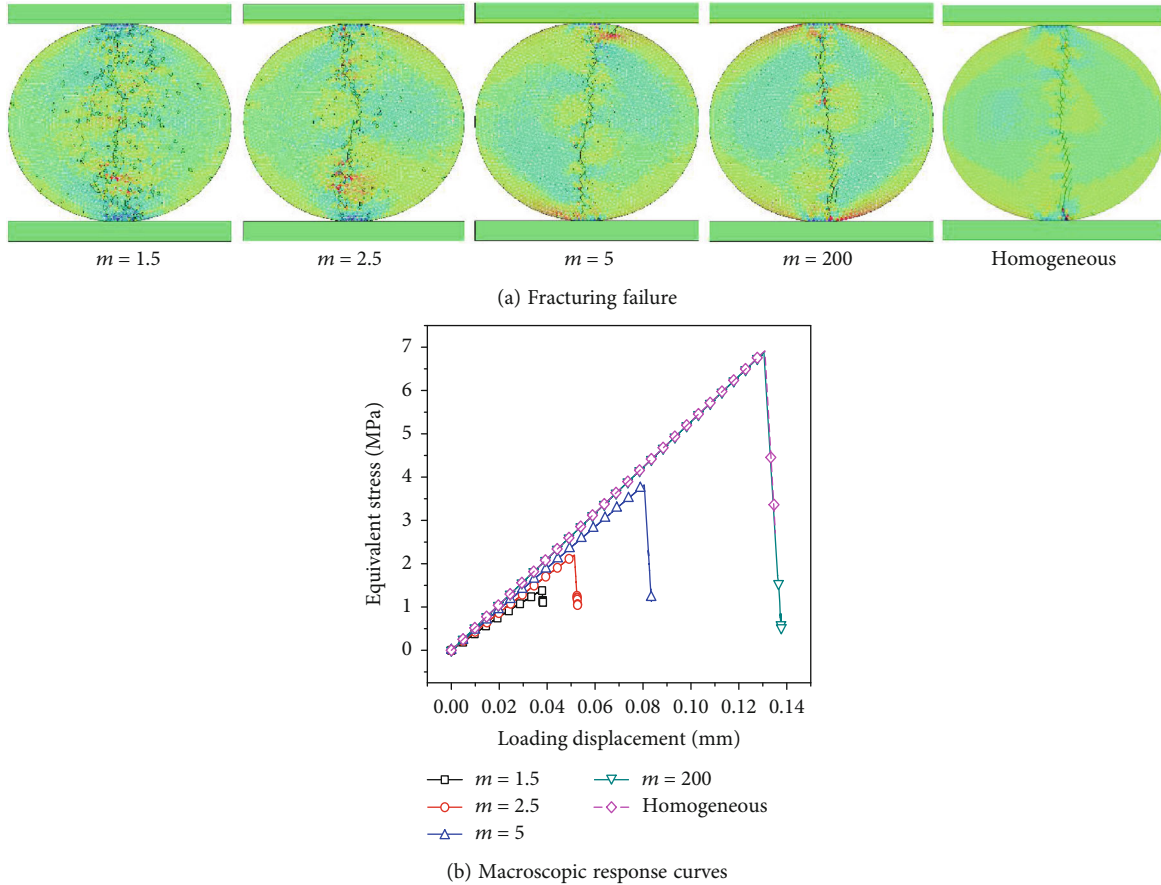 m = 1.5 m = 2.5 m = 5 m = 200 Homogeneous
(a) Fracturing failure
7
6
5
4
3
2
1
0
Equivalent stress (MPa)
0.00 0.02 0.04 0.06 0.08 0.10 0.12 0.14
Loading displacement (mm)
m = 1.5 m = 200
m = 2.5 Homogeneous
m = 5
(b) Macroscopic response curves